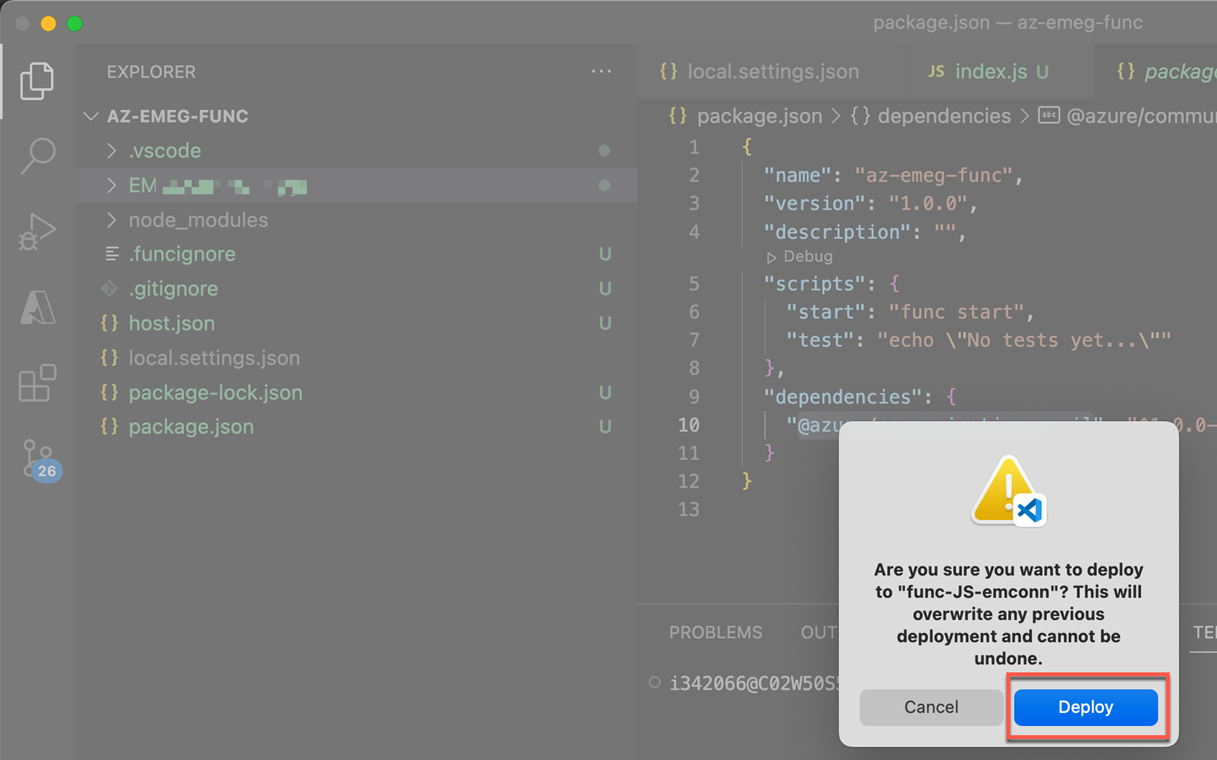 package.json — az-emeg-func
EXPLORER
AZ-EMEG-FUNC
.vscode
EM
node_modules
.funcignore U
.gitignore U
host.json U
local.settings.json
package-lock.json U
package.json U
26
{} local.settings.json JS index.js U {} package
{} package.json > {} dependencies > abc @azure/commu
1 {
2 "name": "az-emeg-func",
3 "version": "1.0.0",
4 "description": "",
Debug
5 "scripts": {
6 "start": "func start",
7 "test": "echo \"No tests yet...\""
8 },
9 "dependencies": {
10 "@azu
11 }
12 }
13
PROBLEMS OUT TE
i342066@C02W50S
Are you sure you want to deploy
to "func-JS-emconn"? This will
overwrite any previous
deployment and cannot be
undone.
Cancel Deploy